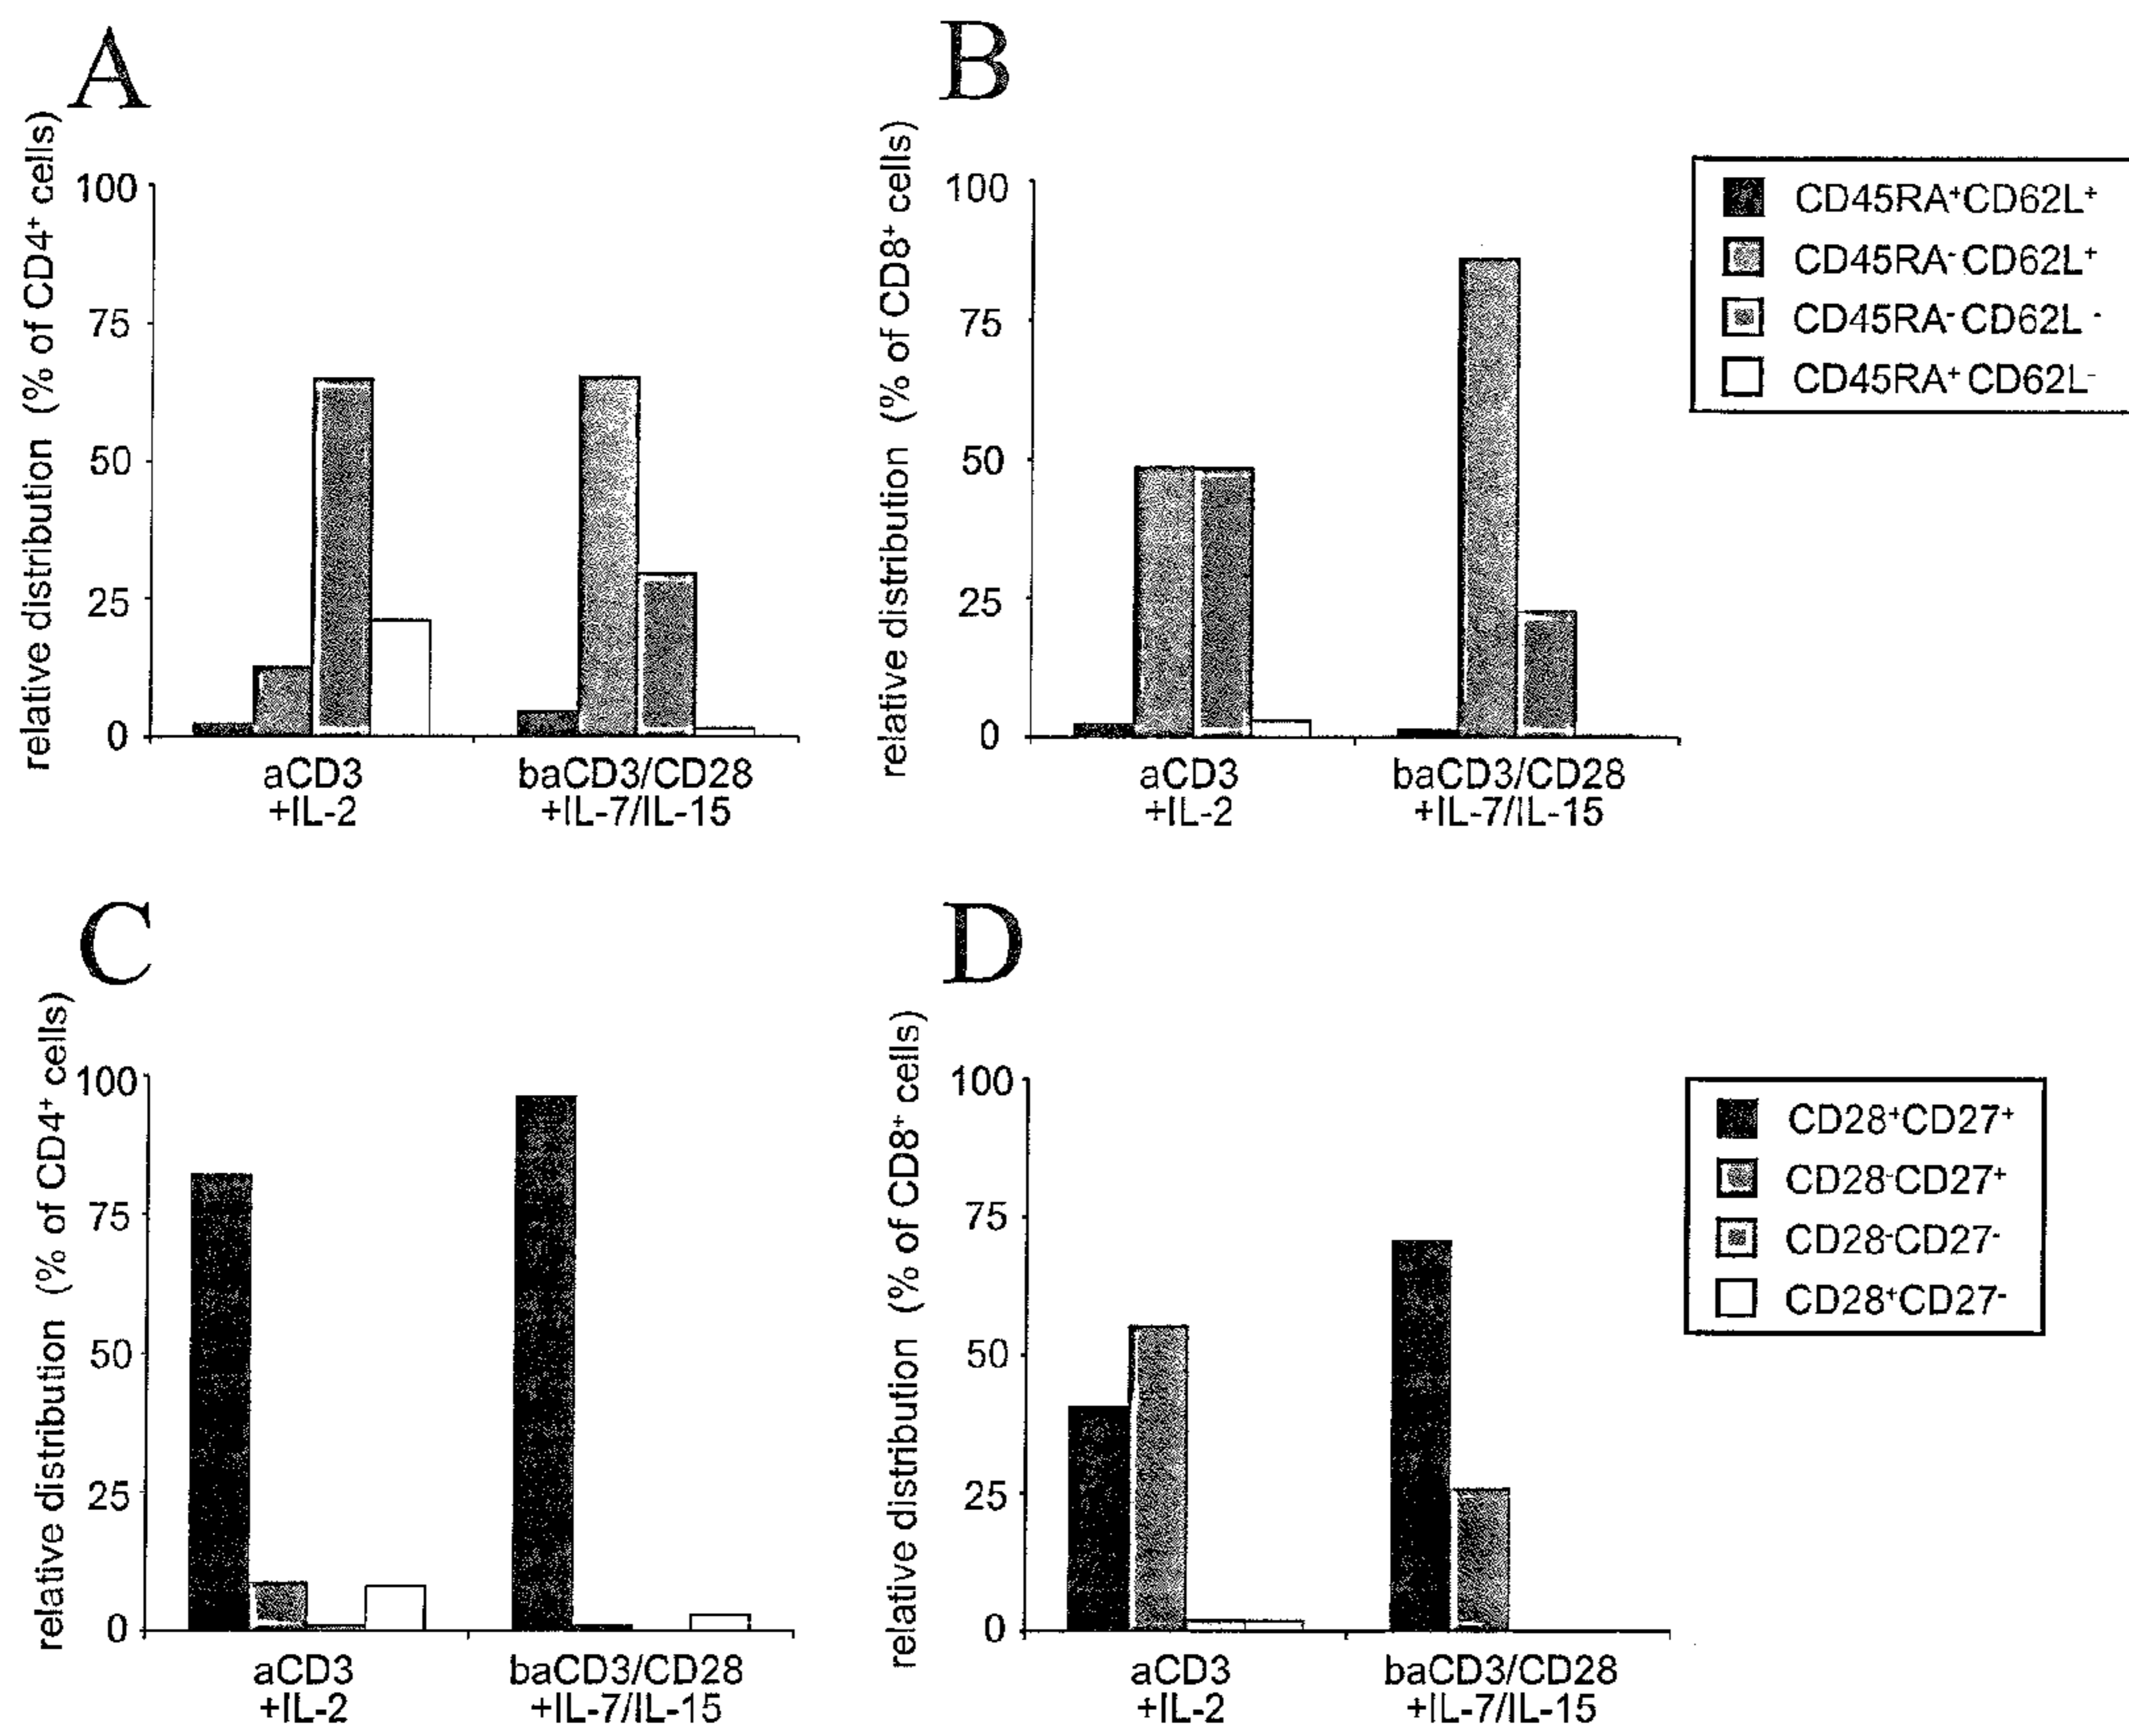 A
relative distribution (% of CD4⁺ cells)
100
75
50
25
0
aCD3
+IL-2
baCD3/CD28
+IL-7/IL-15
B
relative distribution (% of CD8⁺ cells)
100
75
50
25
0
aCD3
+IL-2
baCD3/CD28
+IL-7/IL-15
CD45RA⁺CD62L⁺
CD45RA⁻CD62L⁺
CD45RA⁻CD62L⁻
CD45RA⁺CD62L⁻
C
relative distribution (% of CD4⁺ cells)
100
75
50
25
0
aCD3
+IL-2
baCD3/CD28
+IL-7/IL-15
D
relative distribution (% of CD8⁺ cells)
100
75
50
25
0
aCD3
+IL-2
baCD3/CD28
+IL-7/IL-15
CD28⁺CD27⁺
CD28⁻CD27⁺
CD28⁻CD27⁻
CD28⁺CD27⁻